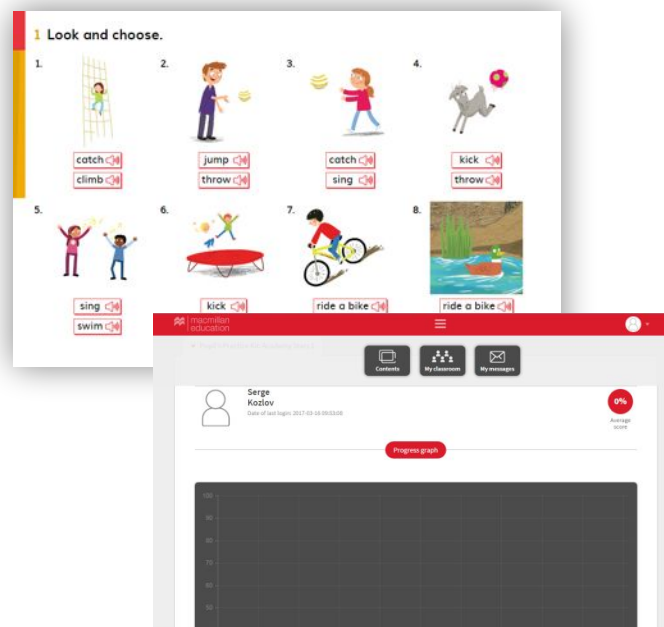 1 Look and choose.
1. 2. 3. 4.
catch jump catch kick
climb throw sing throw
5. 6. 7. 8.
sing kick ride a bike ride a bike
swim
macmillan
education
Contents My classroom My messages
Serge
Kozlov
0%
Date of last login: 2017-03-16 09:03:08
Average
score
Progress graph
100
90
80
70
60
50